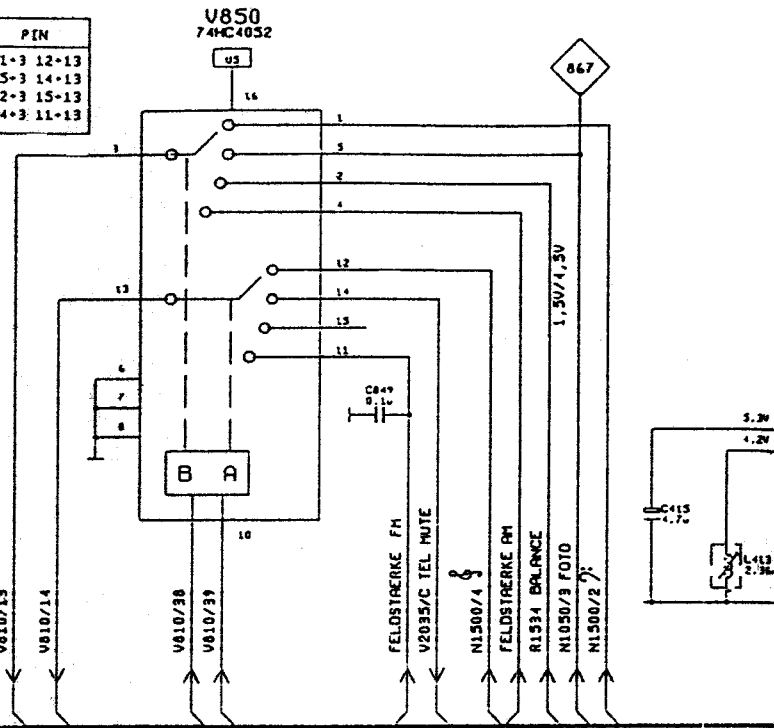 V850
74HC4052
U5
PIN
1+3 12+13
5+3 14+13
2+3 15+13
4+3 11+13
867
16
1
3
5
2
4
12
13
14
15
11
6
7
8
C849
0.1u
B A
10
1,5V/4,5V
5.3V
4.2V
C415
4.7u
L413
V810/13
V810/14
V810/38
V810/39
FELDSTAERKE FM
V2035/C TEL MUTE
N1500/4
FELDSTAERKE AM
R1534 BALANCE
N1050/3 FOTO
N1500/2